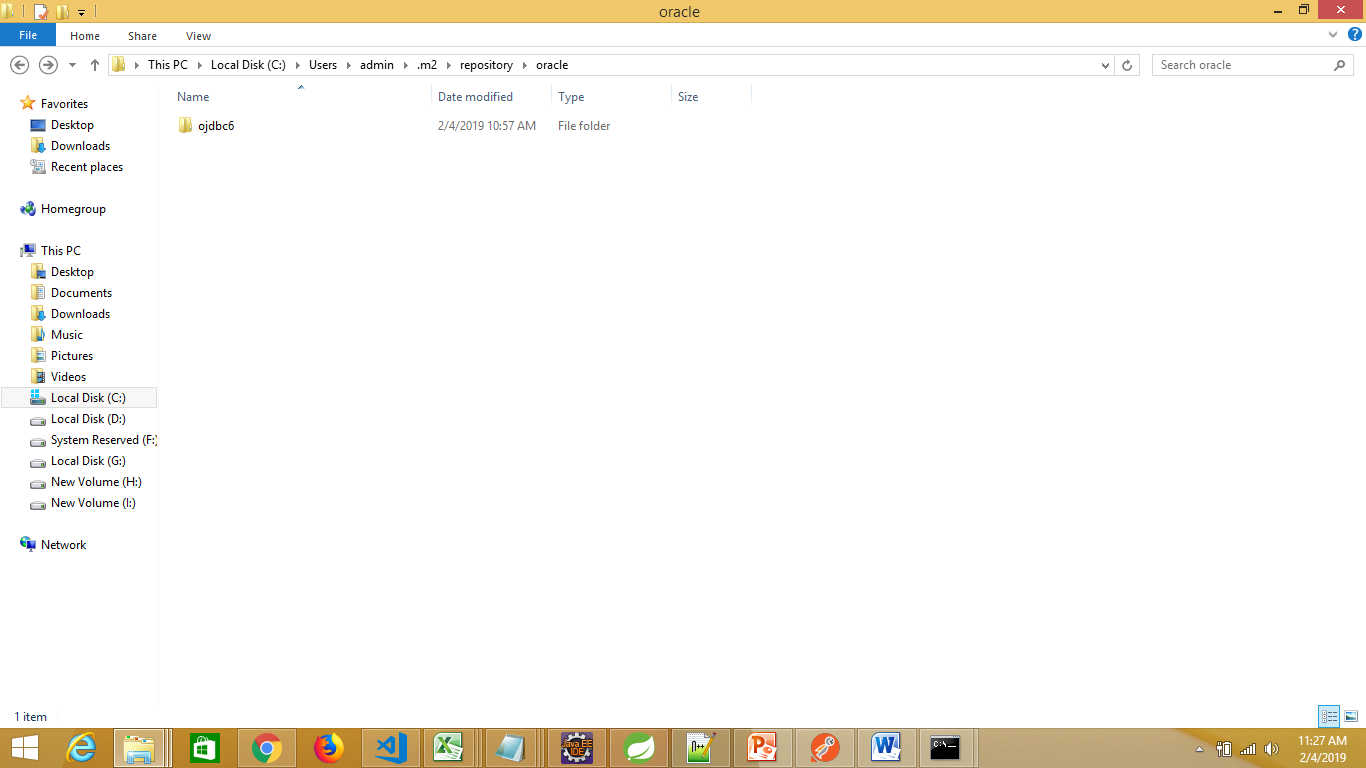 oracle
File
Home
Share
View
This PC
Local Disk (C:)
Users
admin
.m2
repository
oracle
Search oracle
Name
Date modified
Type
Size
ojdbc6
2/4/2019 10:57 AM
File folder
Favorites
Desktop
Downloads
Recent places
Homegroup
This PC
Desktop
Documents
Downloads
Music
Pictures
Videos
Local Disk (C:)
Local Disk (D:)
System Reserved (F:)
Local Disk (G:)
New Volume (H:)
New Volume (I:)
Network
1 item
Java EE
IDE
C:\
11:27 AM
2/4/2019